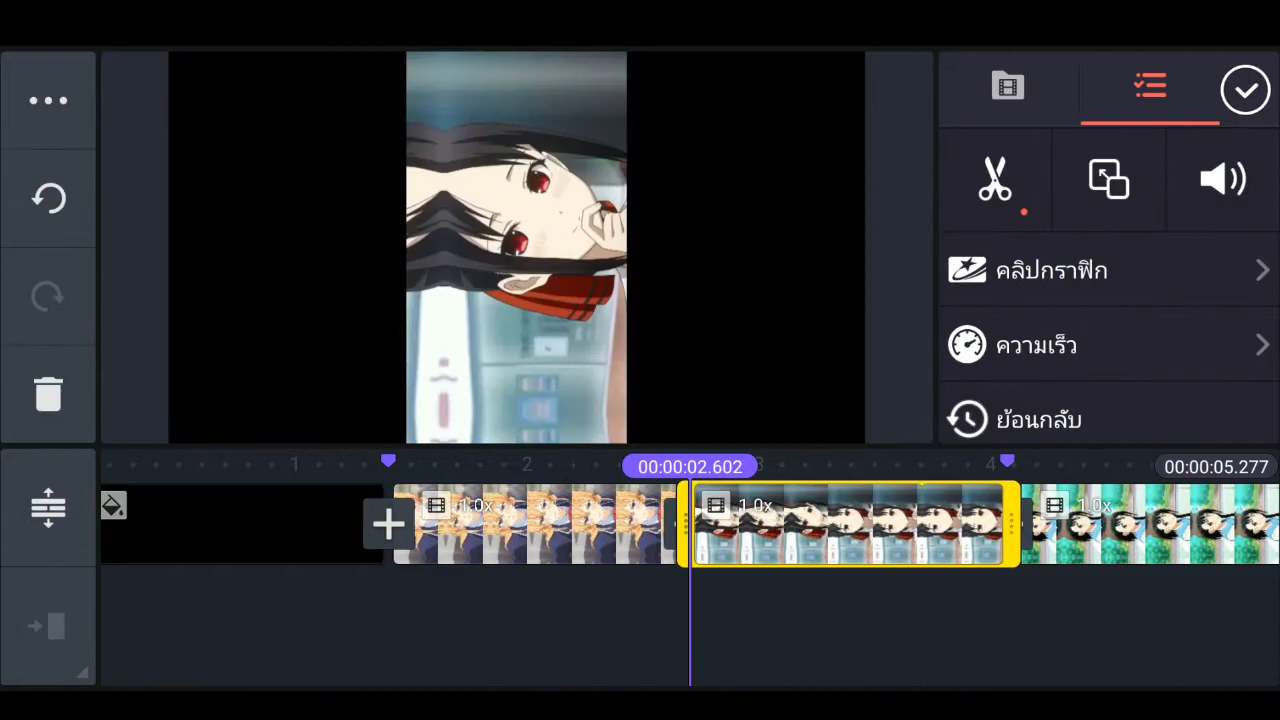 คลิปกราฟิก
ความเร็ว
ย้อนกลับ
1
2
00:00:02.602
3
4
00:00:05.277
1.0x
1.0x
1.0x